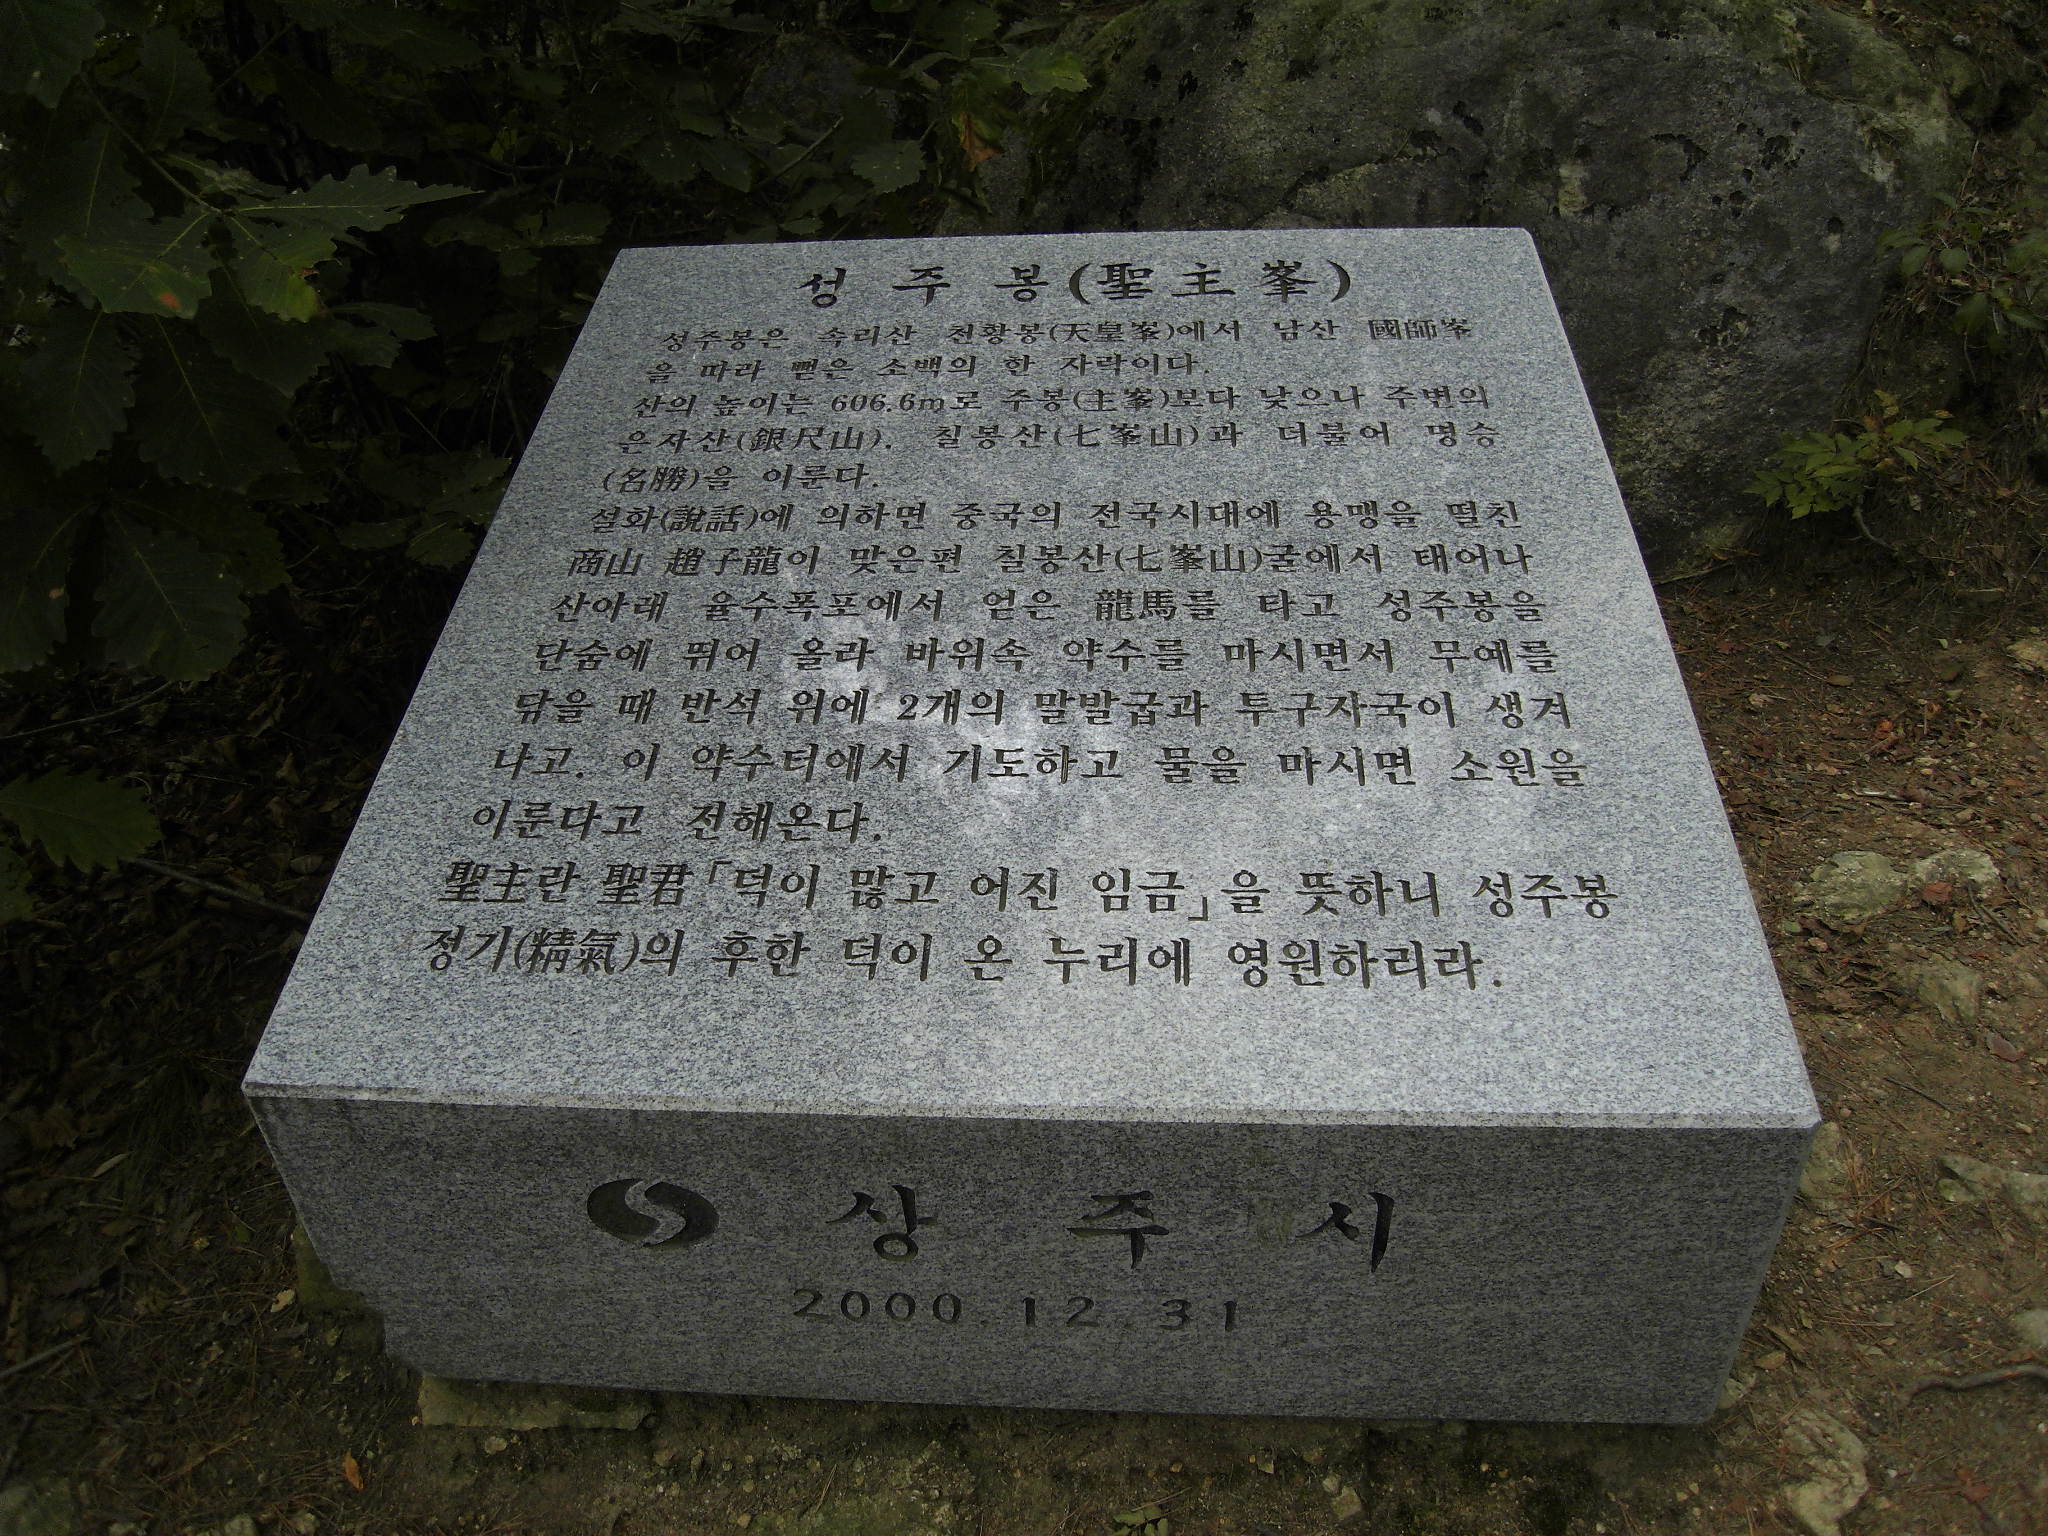 성주봉(聖主峯)
성주봉은 속리산 천황봉(天皇峯)에서 남산 國師峯
을 따라 뻗은 소백의 한 자락이다.
산의 높이는 606.6m로 주봉(主峯)보다 낮으나 주변의
은자산(銀尺山). 칠봉산(七峯山)과 더불어 명승
(名勝)을 이룬다.
설화(說話)에 의하면 중국의 전국시대에 용맹을 떨친
商山 趙子龍이 맞은편 칠봉산(七峯山)굴에서 태어나
산아래 율수폭포에서 얻은 龍馬를 타고 성주봉을
단숨에 뛰어 올라 바위속 약수를 마시면서 무예를
닦을 때 반석 위에 2개의 말발굽과 투구자국이 생겨
나고. 이 약수터에서 기도하고 물을 마시면 소원을
이룬다고 전해온다.
聖主란 聖君「덕이 많고 어진 임금」을 뜻하니 성주봉
정기(精氣)의 후한 덕이 온 누리에 영원하리라.
상주시
2000.12.31